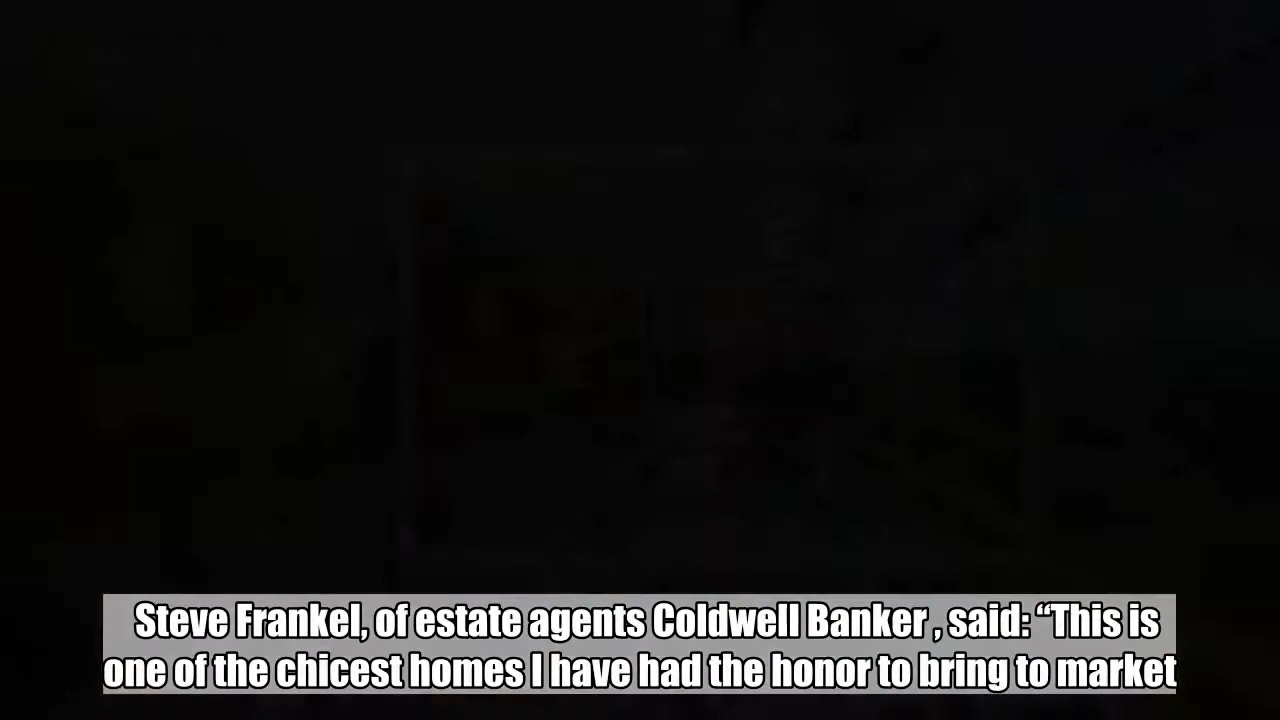 Steve Frankel, of estate agents Coldwell Banker , said: “This is
one of the chicest homes I have had the honor to bring to market